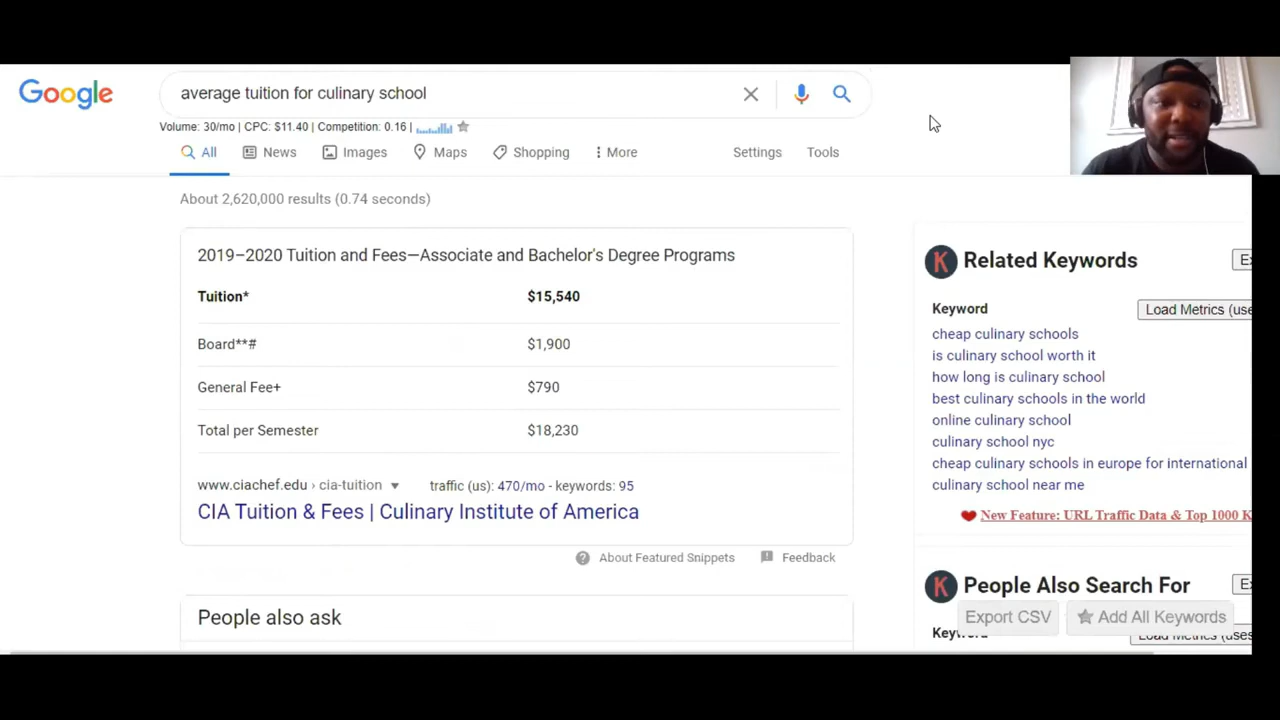 Google
average tuition for culinary school
Volume: 30/mo | CPC: $11.40 | Competition: 0.16 |
All News Images Maps Shopping More Settings Tools
About 2,620,000 results (0.74 seconds)
2019–2020 Tuition and Fees—Associate and Bachelor's Degree Programs
Tuition* $15,540
Board**# $1,900
General Fee+ $790
Total per Semester $18,230
www.ciachef.edu › cia-tuition traffic (us): 470/mo - keywords: 95
CIA Tuition & Fees | Culinary Institute of America
About Featured Snippets Feedback
People also ask
K Related Keywords
Keyword Load Metrics (use
cheap culinary schools
is culinary school worth it
how long is culinary school
best culinary schools in the world
online culinary school
culinary school nyc
cheap culinary schools in europe for international
culinary school near me
New Feature: URL Traffic Data & Top 1000 K
K People Also Search For
Export CSV Add All Keywords
Load Metrics (uses